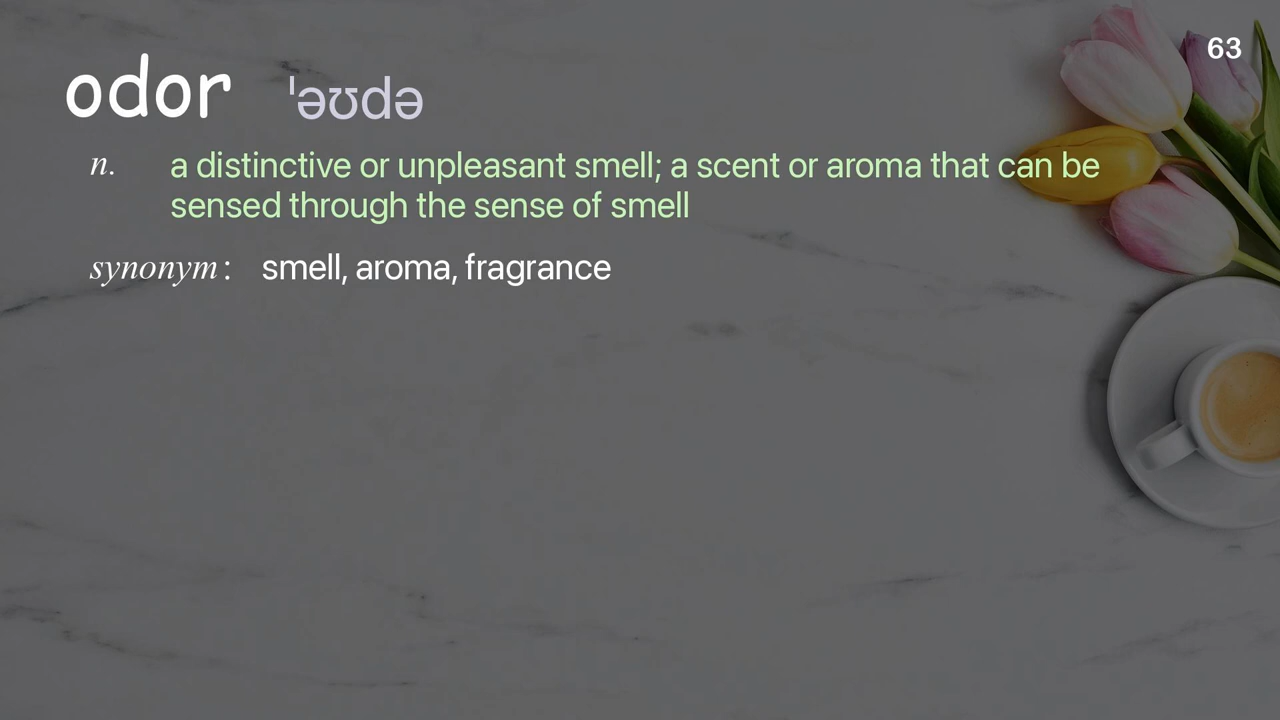 63
odor ˈəʊdə
n. a distinctive or unpleasant smell; a scent or aroma that can be
sensed through the sense of smell
synonym: smell, aroma, fragrance